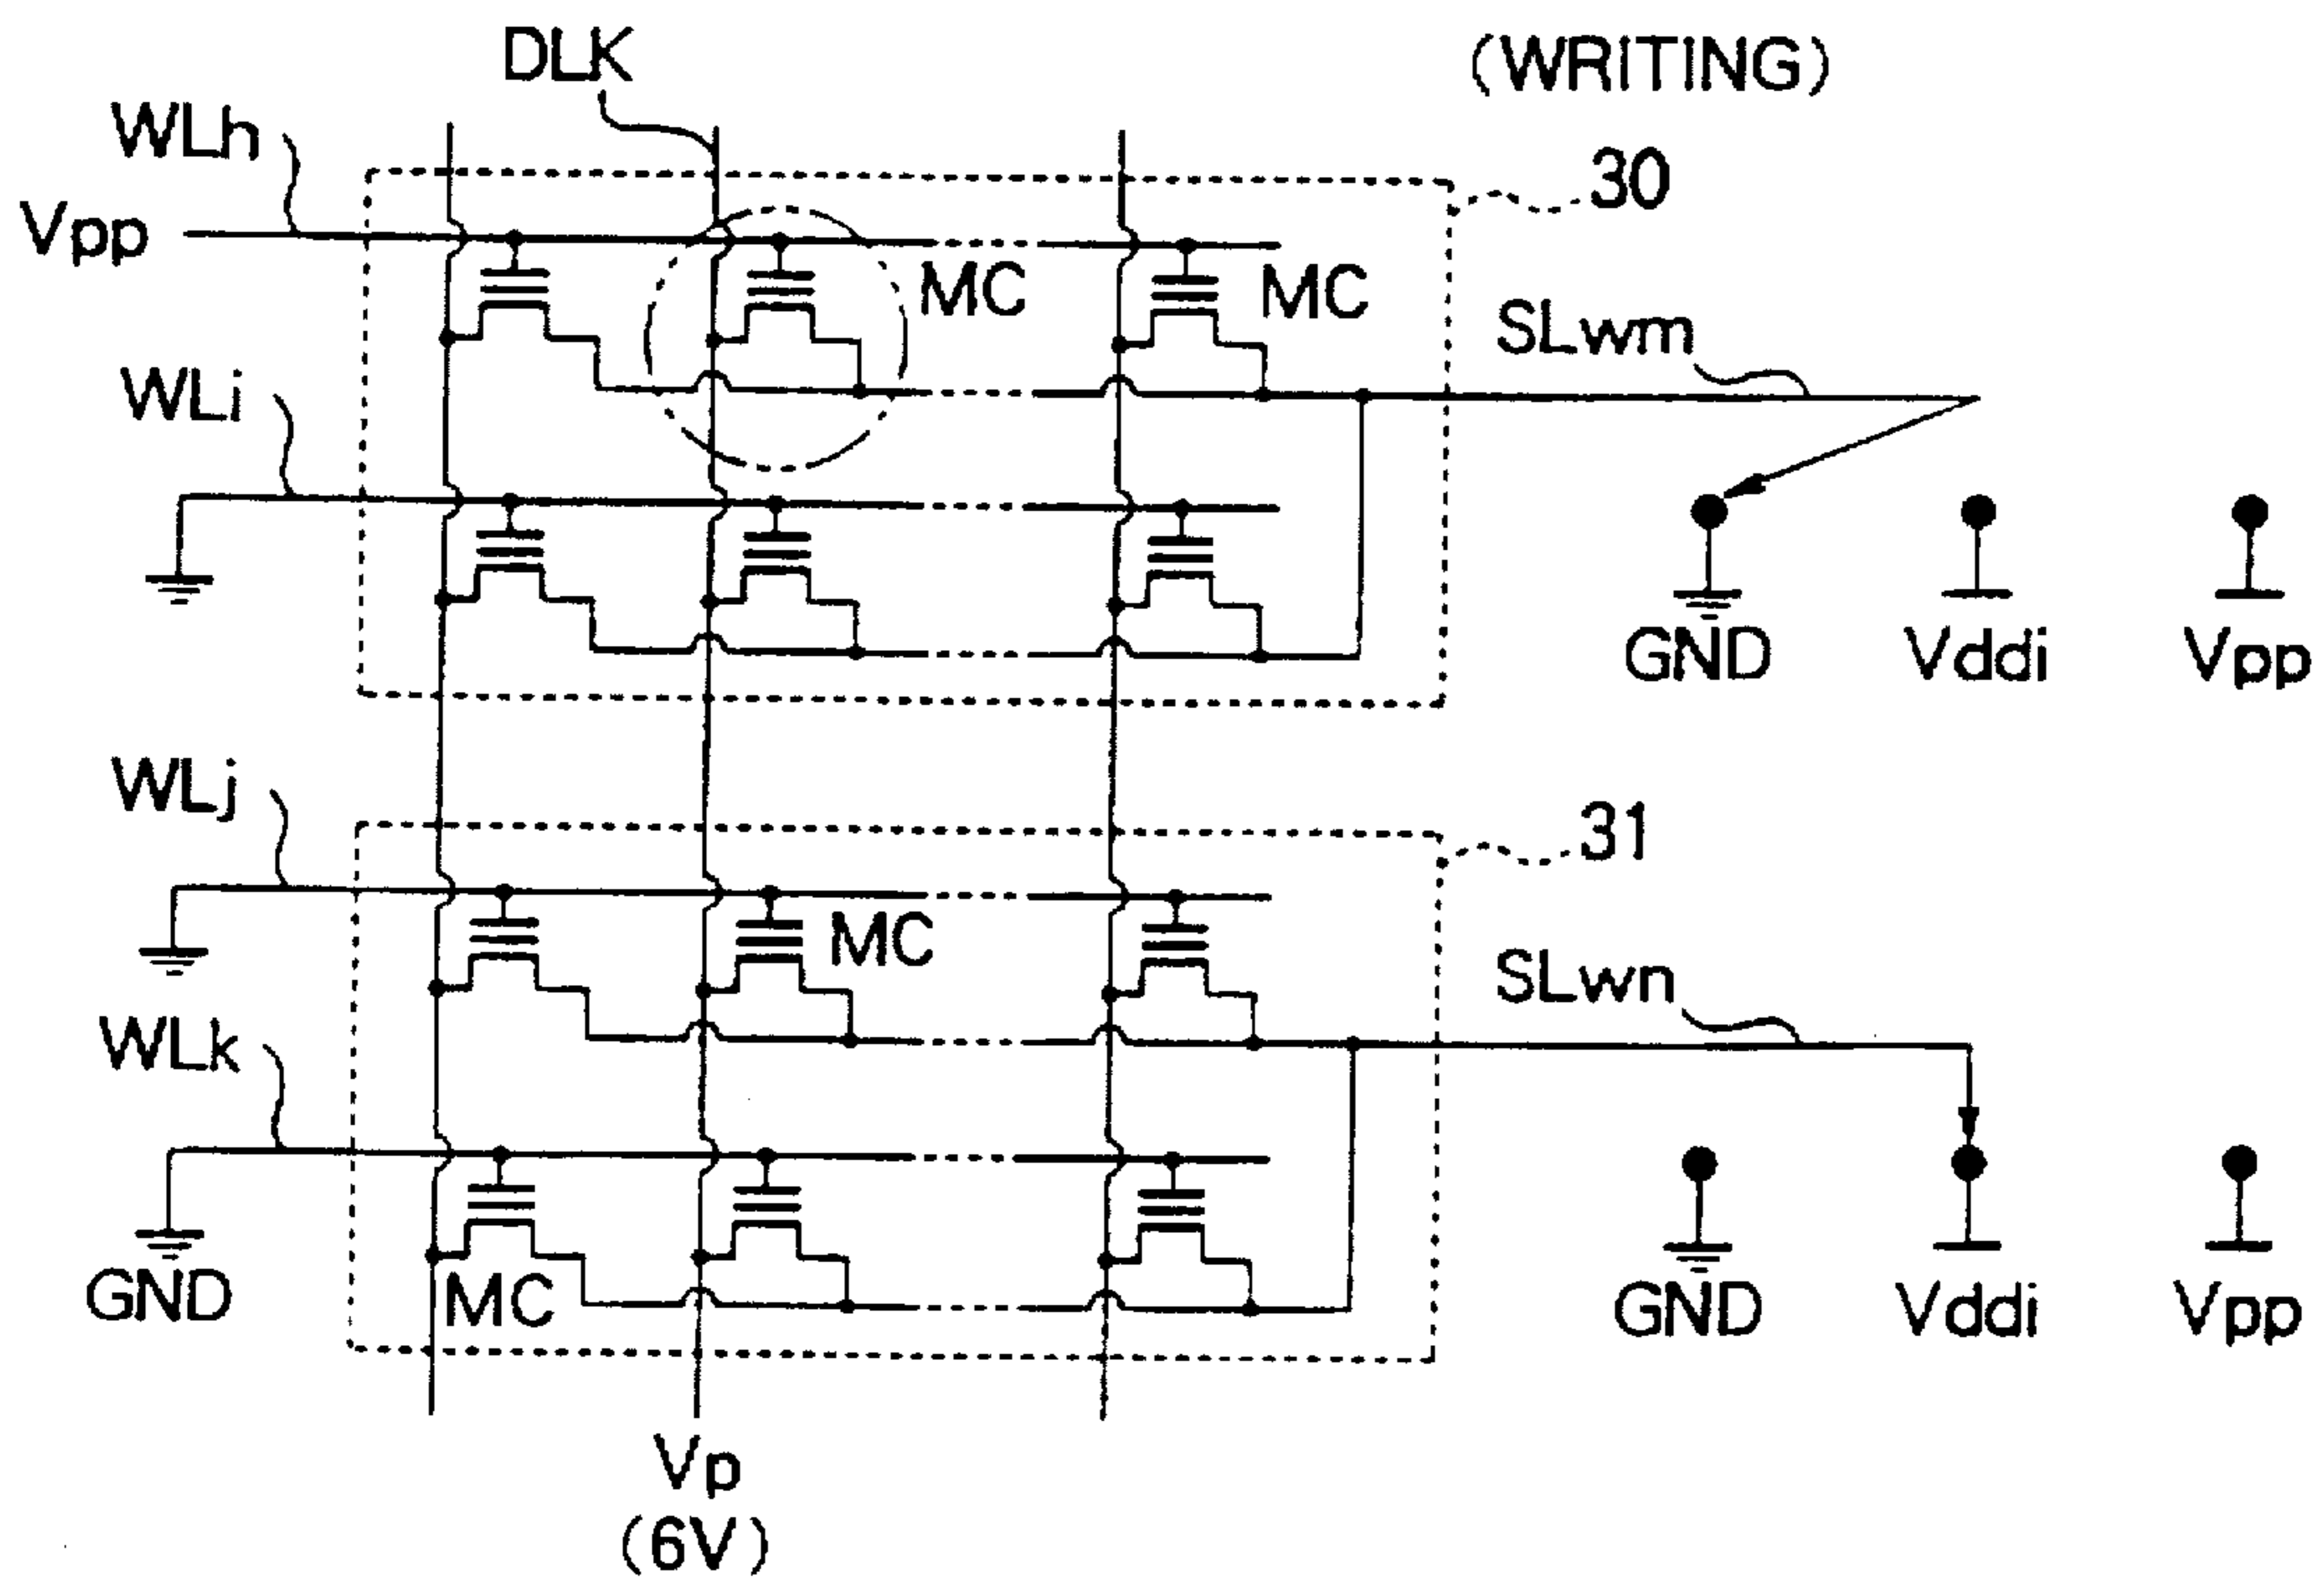 DLK
(WRITING)
WLh
30
Vpp
MC
MC
SLwm
WLi
GND
Vddi
Vpp
WLj
31
MC
SLwn
WLk
GND
MC
GND
Vddi
Vpp
Vp
(6V)